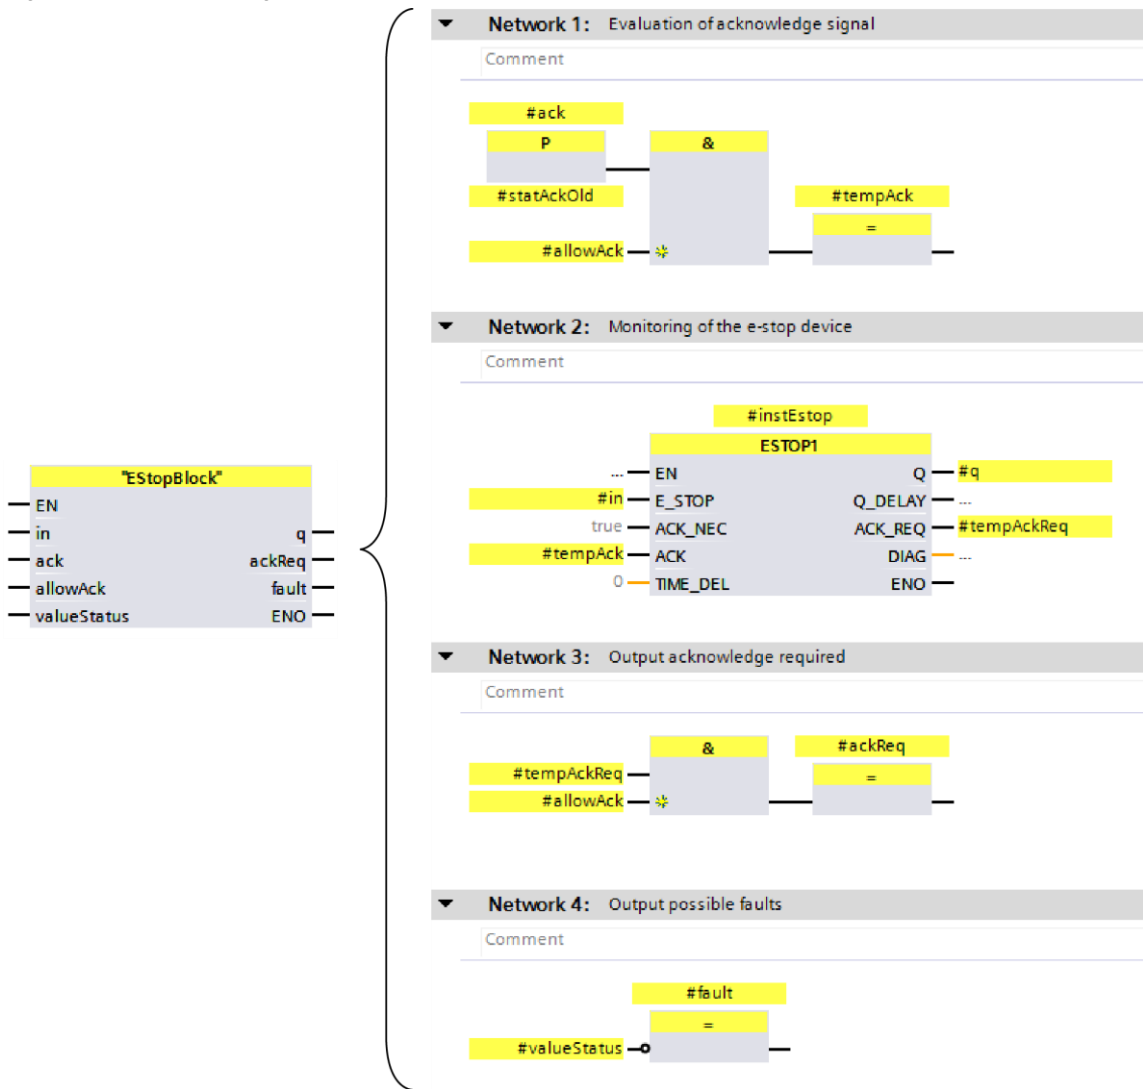 "EStopBlock"
EN
in q
ack ackReq
allowAck fault
valueStatus ENO
Network 1: Evaluation of acknowledge signal
Comment
#ack
P &
#statAckOld #tempAck
=
#allowAck
Network 2: Monitoring of the e-stop device
Comment
#instEstop
ESTOP1
... EN Q #q
#in E_STOP Q_DELAY ...
true ACK_NEC ACK_REQ #tempAckReq
#tempAck ACK DIAG ...
0 TIME_DEL ENO
Network 3: Output acknowledge required
Comment
& #ackReq
#tempAckReq =
#allowAck
Network 4: Output possible faults
Comment
#fault
=
#valueStatus